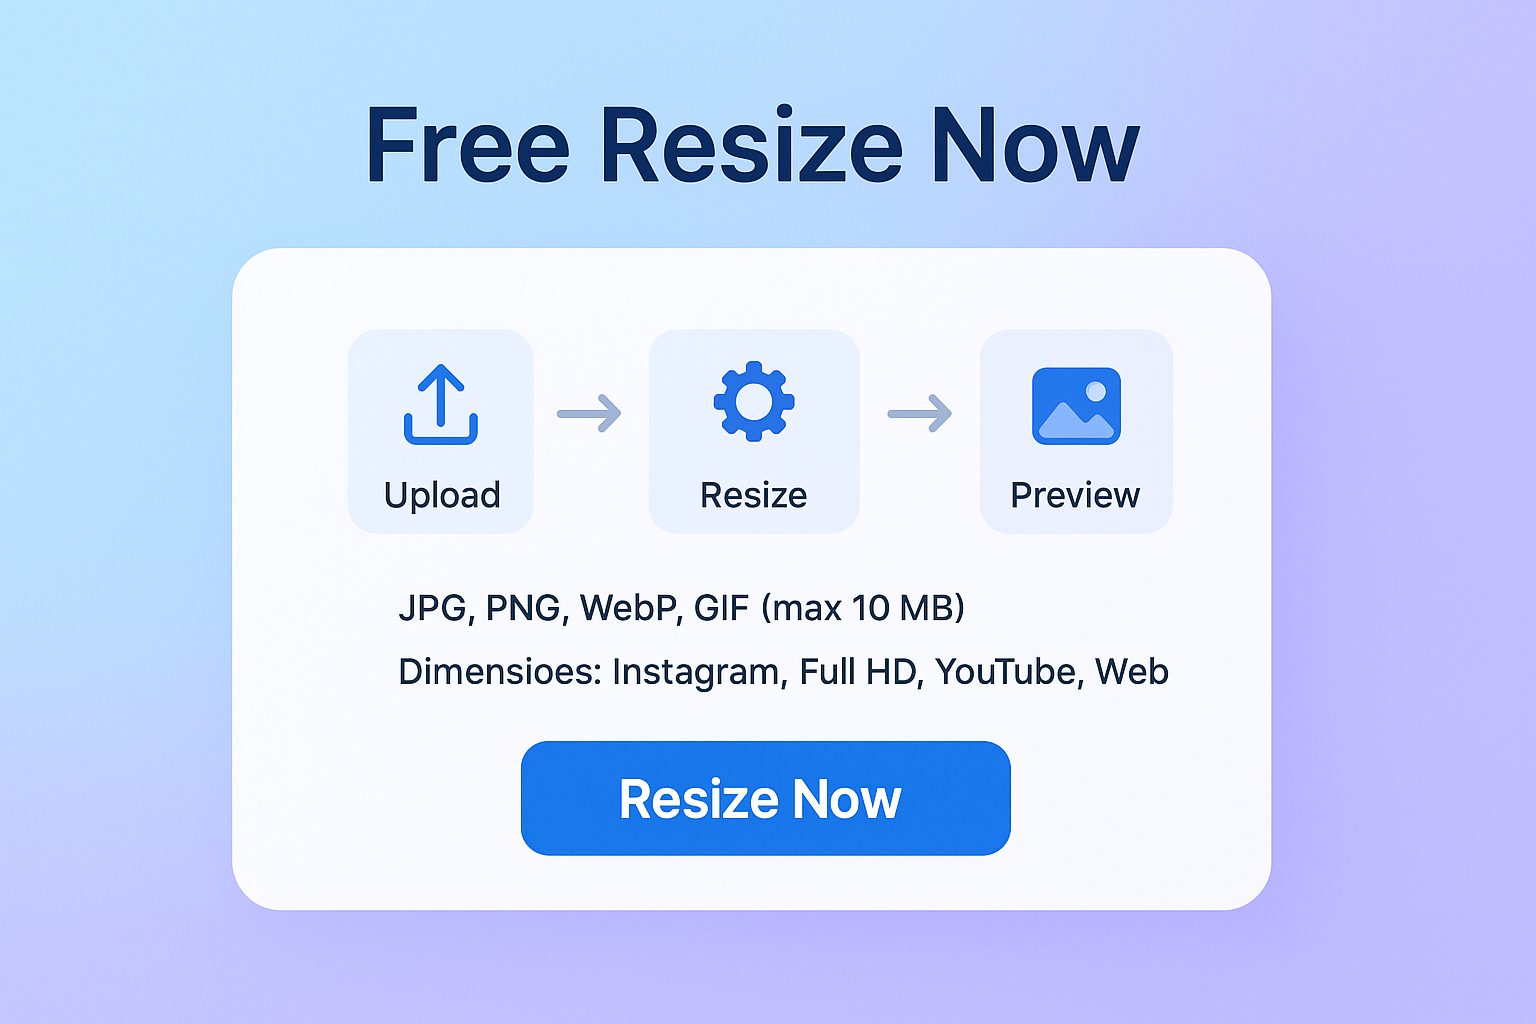 Free Resize Now
Upload
Resize
Preview
JPG, PNG, WebP, GIF (max 10 MB)
Dimensioes: Instagram, Full HD, YouTube, Web
Resize Now